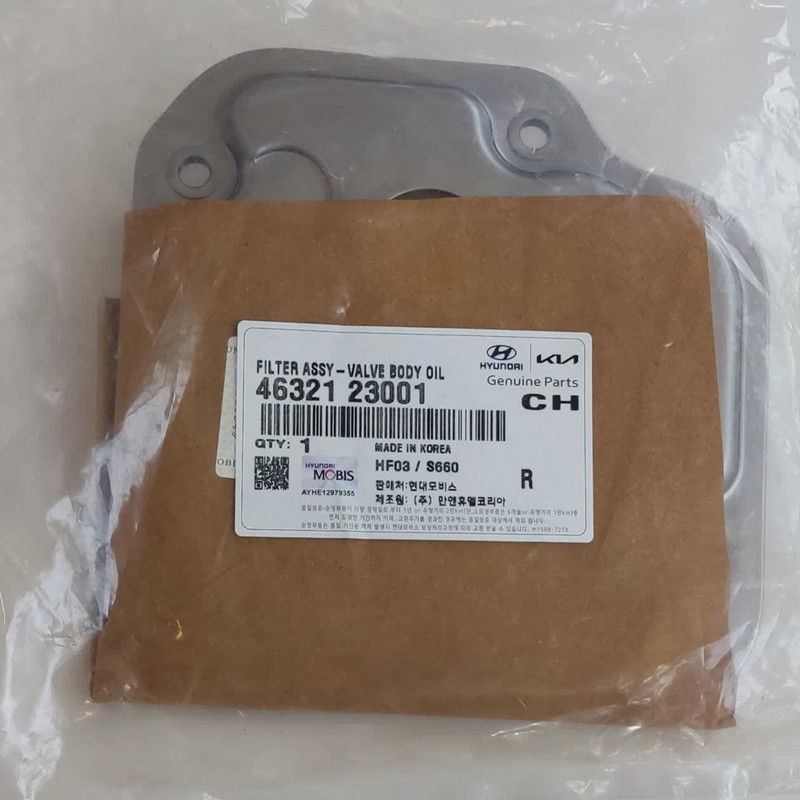 FILTER ASSY-VALVE BODY OIL
46321 23001
HYUNDAI
KIA
Genuine Parts
CH
QTY: 1
MADE IN KOREA
HF03 / S660
R
HYUNDAI
MOBIS
AYHE12979355
판매처:현대모비스
제조원: (주) 만앤휴멜코리아